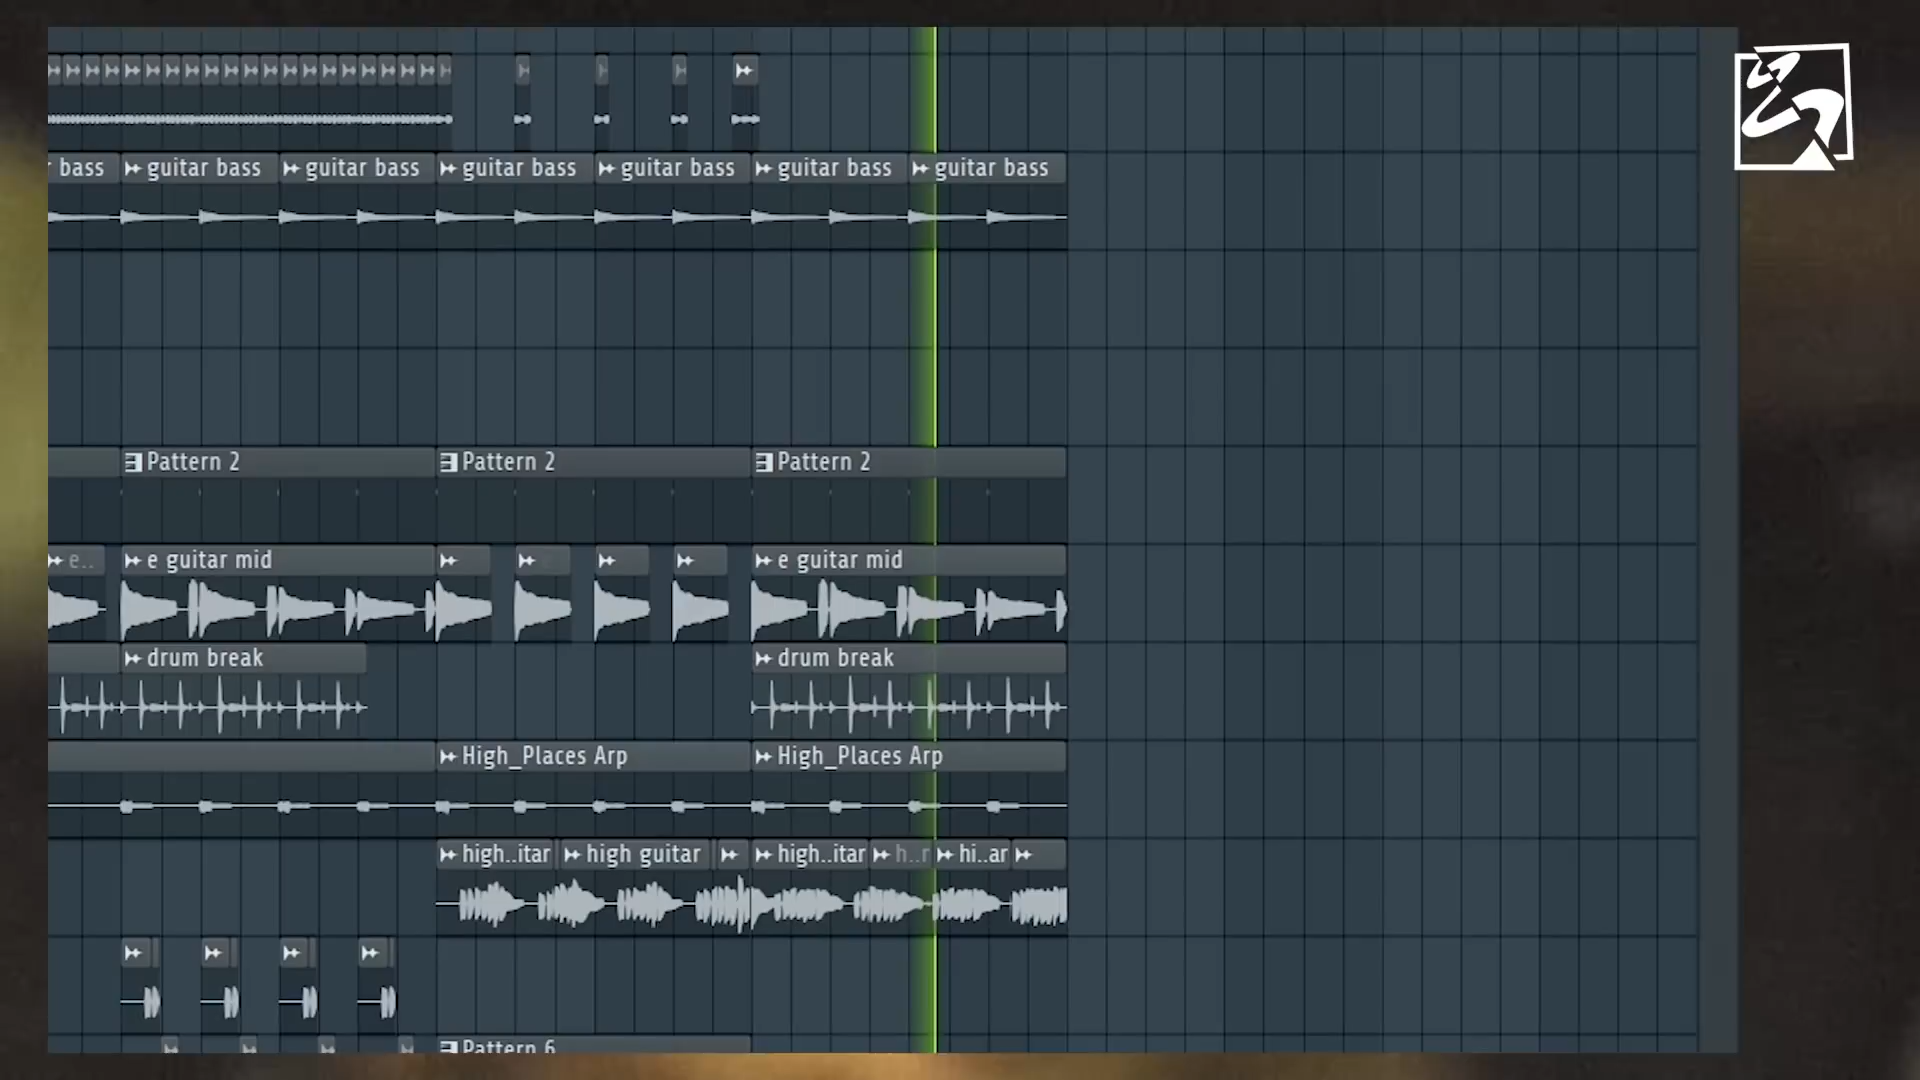 bass guitar bass guitar bass guitar bass guitar bass guitar bass guitar bass
Pattern 2 Pattern 2 Pattern 2
e.. e guitar mid e guitar mid
drum break drum break
High_Places Arp High_Places Arp
high..itar high guitar high..itar h..r hi..ar
Pattern 6